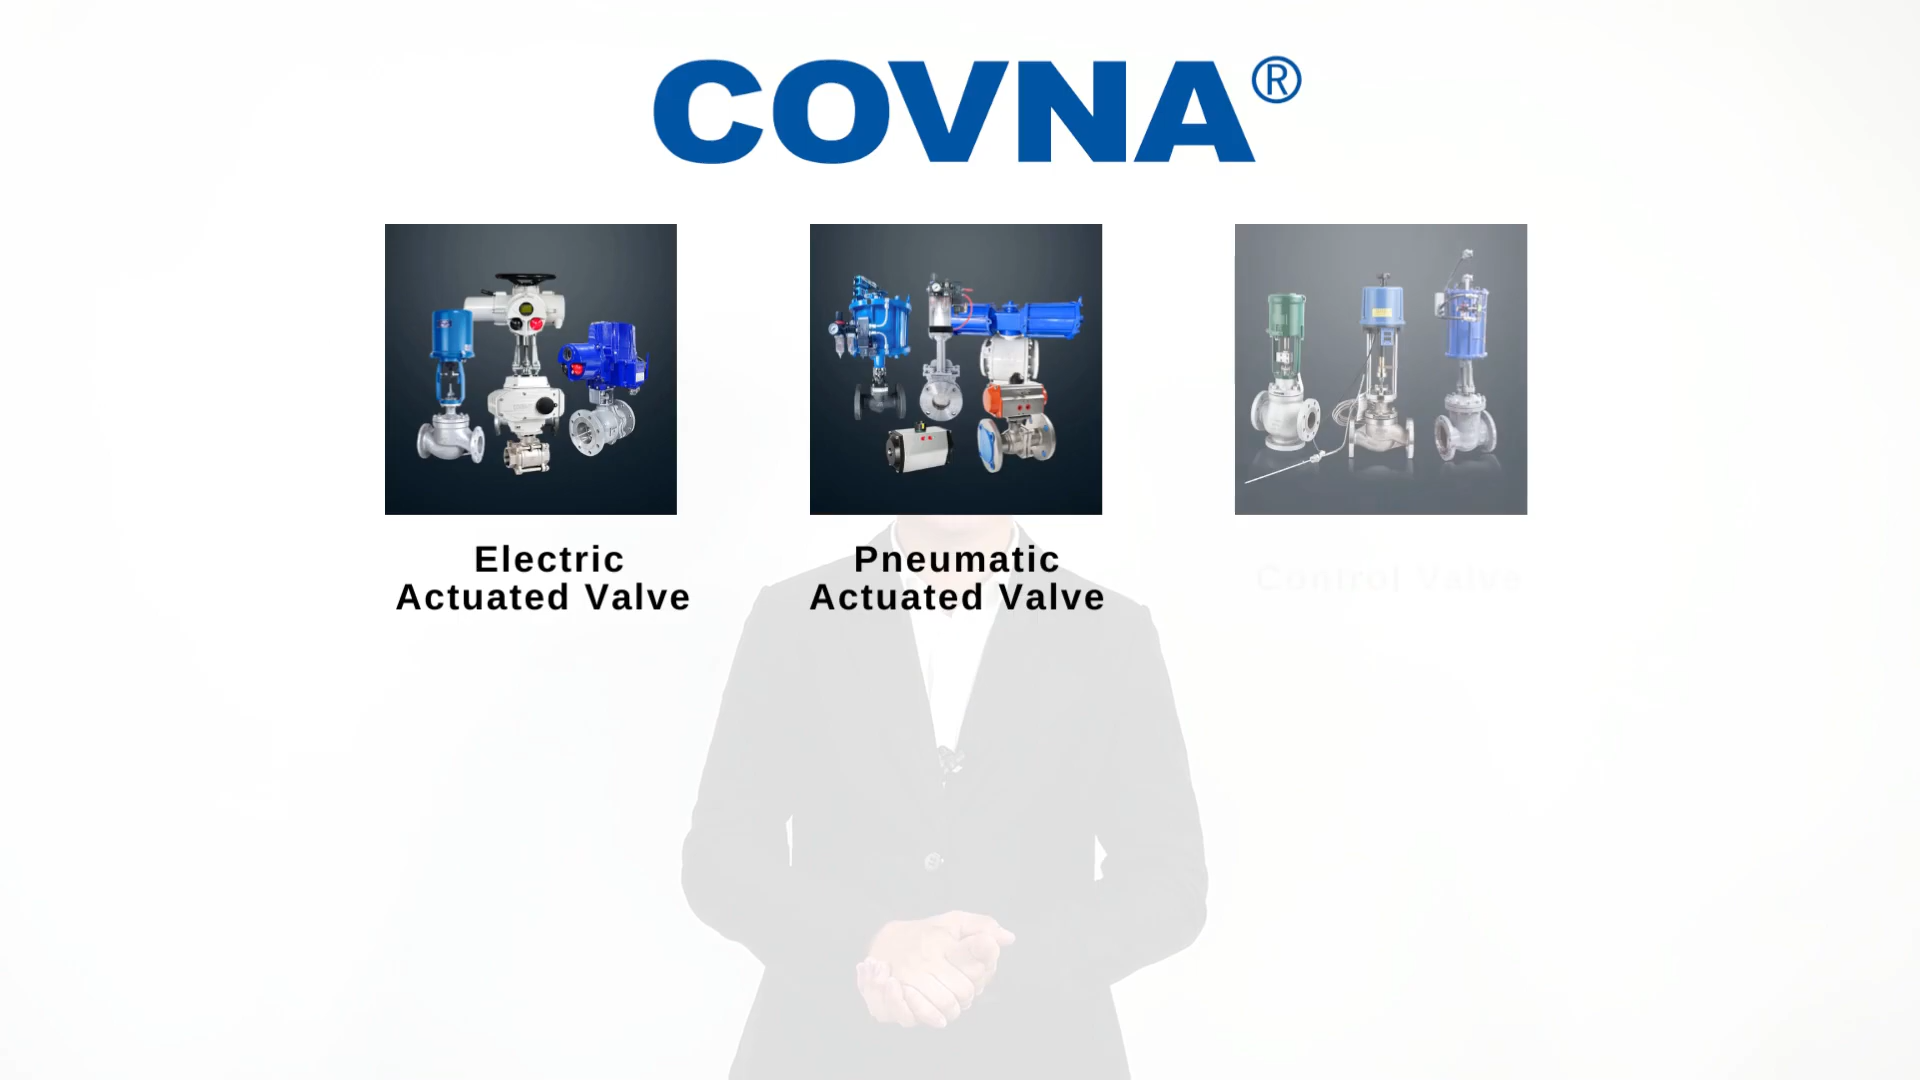 COVNA®
Electric
Actuated Valve
Pneumatic
Actuated Valve
Control Valve